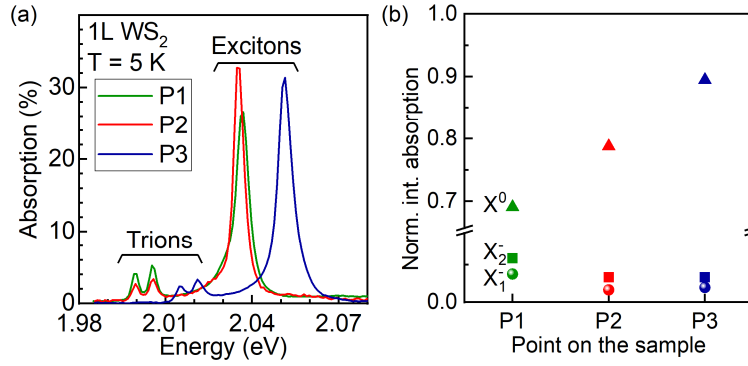 (a)
1L WS₂
T = 5 K
P1
P2
P3
Excitons
Trions
Absorption (%)
30
20
10
0
1.98
2.01
2.04
2.07
Energy (eV)
(b)
Norm. int. absorption
1.0
0.9
0.8
0.7
0.0
X⁰
X₂⁻
X₁⁻
P1
P2
P3
Point on the sample